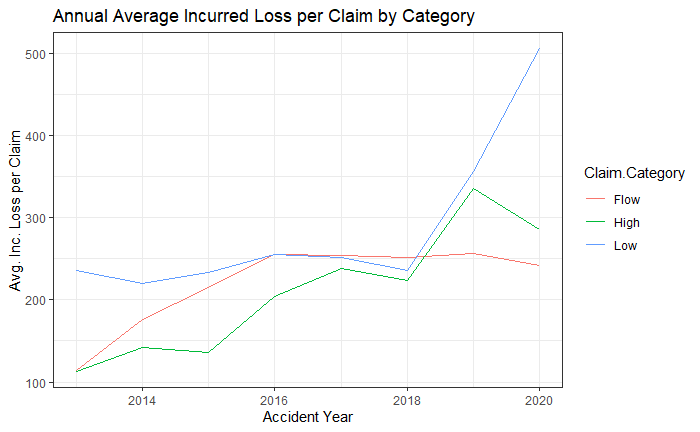 Annual Average Incurred Loss per Claim by Category
500
400
300
200
100
Avg. Inc. Loss per Claim
2014
2016
2018
2020
Accident Year
Claim.Category
Flow
High
Low